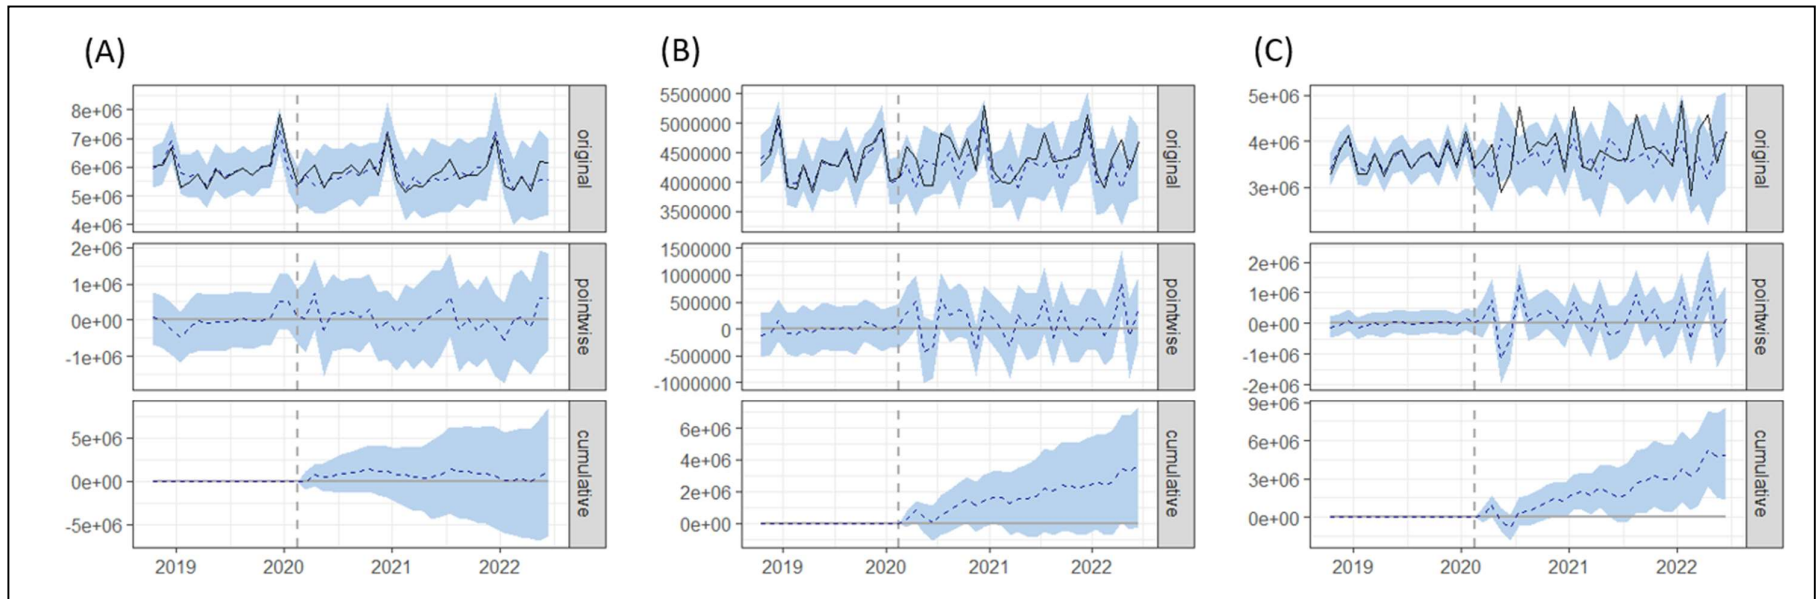 (A)
8e+06
7e+06
6e+06
5e+06
4e+06
original
2e+06
1e+06
0e+00
-1e+06
pointwise
5e+06
0e+00
-5e+06
cumulative
2019 2020 2021 2022
(B)
5500000
5000000
4500000
4000000
3500000
original
1500000
1000000
500000
0
-500000
-1000000
pointwise
6e+06
4e+06
2e+06
0e+00
cumulative
2019 2020 2021 2022
(C)
5e+06
4e+06
3e+06
original
2e+06
1e+06
0e+00
-1e+06
-2e+06
pointwise
9e+06
6e+06
3e+06
0e+00
cumulative
2019 2020 2021 2022